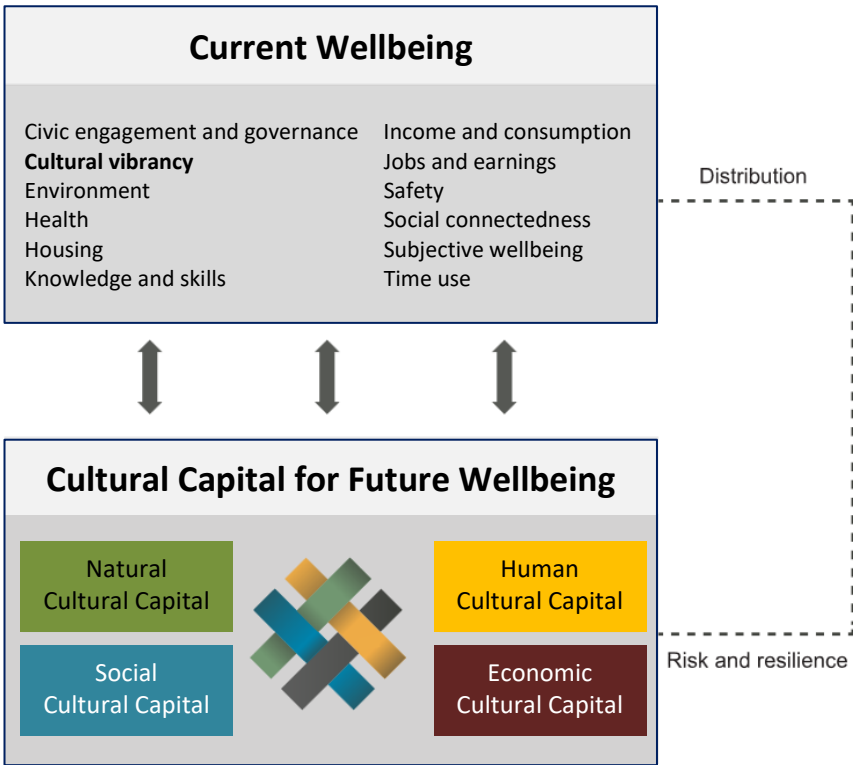 Current Wellbeing
Civic engagement and governance
Cultural vibrancy
Environment
Health
Housing
Knowledge and skills
Income and consumption
Jobs and earnings
Safety
Social connectedness
Subjective wellbeing
Time use
Distribution
Cultural Capital for Future Wellbeing
Natural
Cultural Capital
Human
Cultural Capital
Social
Cultural Capital
Economic
Cultural Capital
Risk and resilience